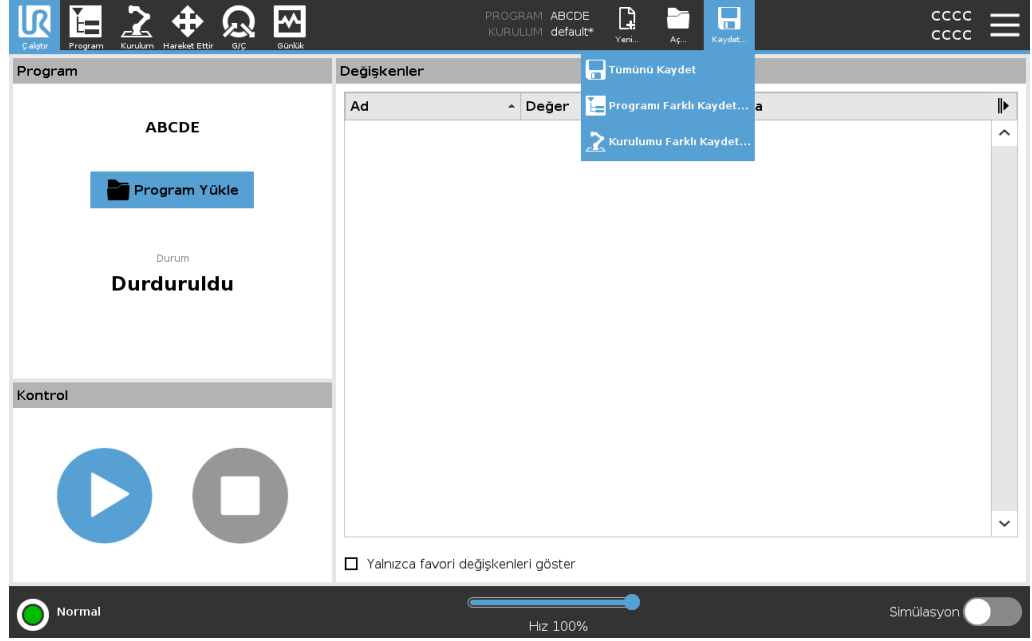 PROGRAM ABCDE
KURULUM default*
CCCC
CCCC
Çalıştır Program Kurulum Hareket Ettir G/Ç Günlük Yeni... Aç... Kaydet...
Tümünü Kaydet
Programı Farklı Kaydet...
Kurulumu Farklı Kaydet...
Program
ABCDE
Program Yükle
Durum
Durduruldu
Kontrol
Değişkenler
Ad Değer a
Yalnızca favori değişkenleri göster
Normal
Hız 100%
Simülasyon